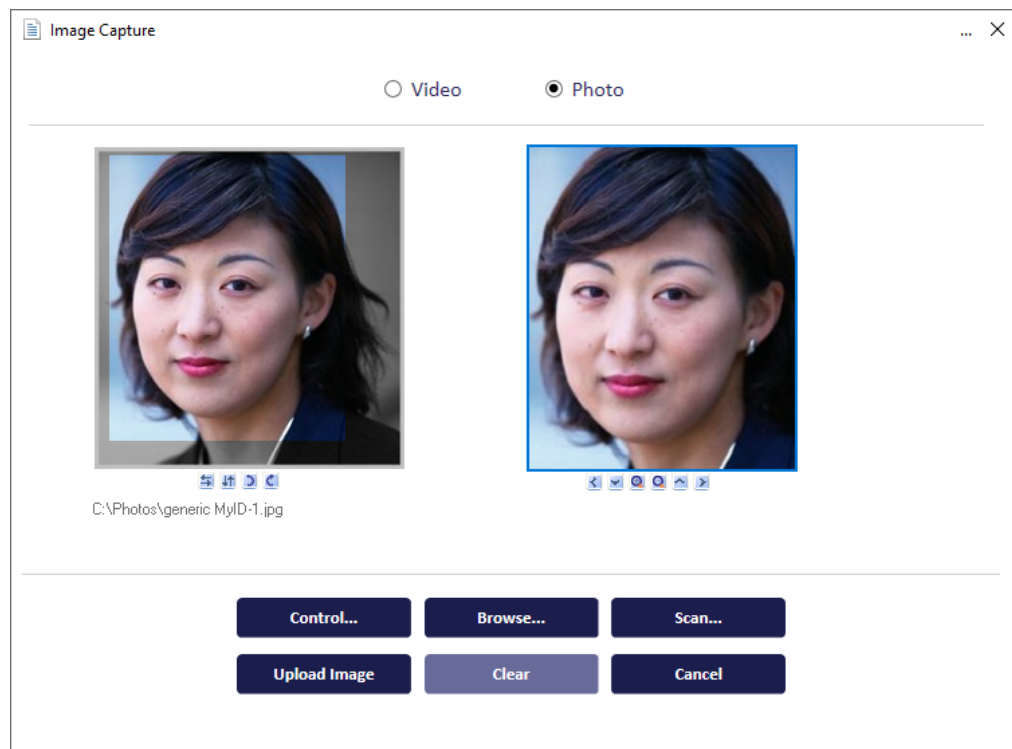 Image Capture ...
Video Photo
C:\Photos\generic MyID-1.jpg
Control... Browse... Scan...
Upload Image Clear Cancel